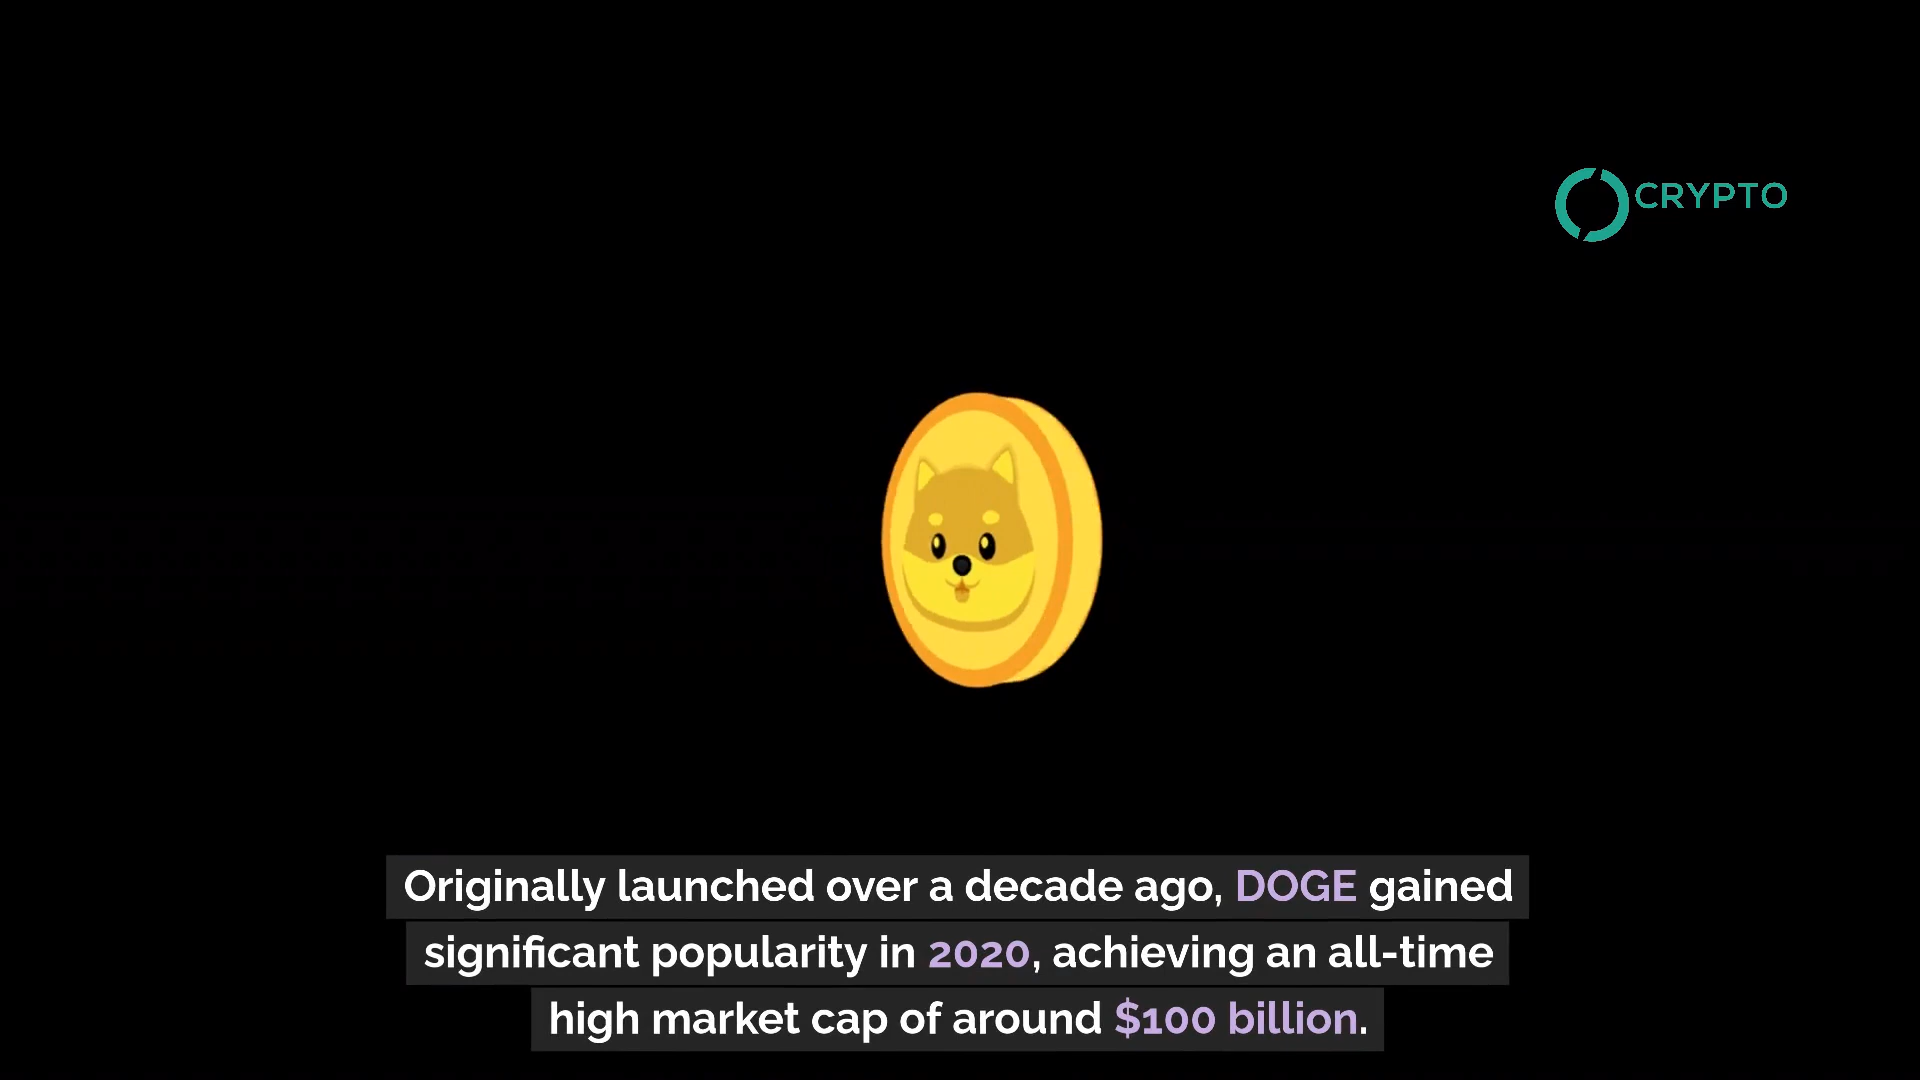 CRYPTO
Originally launched over a decade ago, DOGE gained
significant popularity in 2020, achieving an all-time
high market cap of around $100 billion.